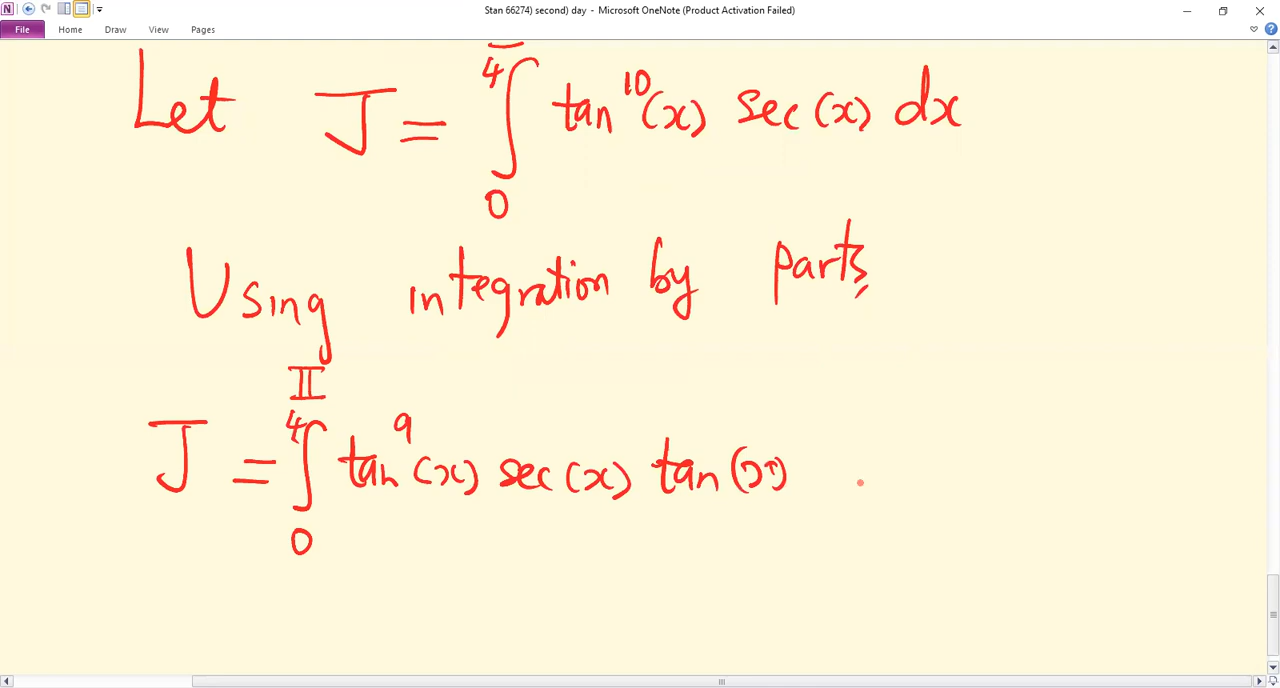 Stan 66274) second) day - Microsoft OneNote (Product Activation Failed)
File Home Draw View Pages
Let J = ∫ 4 0 tan^10(x) sec(x) dx
Using integration by parts,
J = ∫ π/4 0 tan^9(x) sec(x) tan(x)